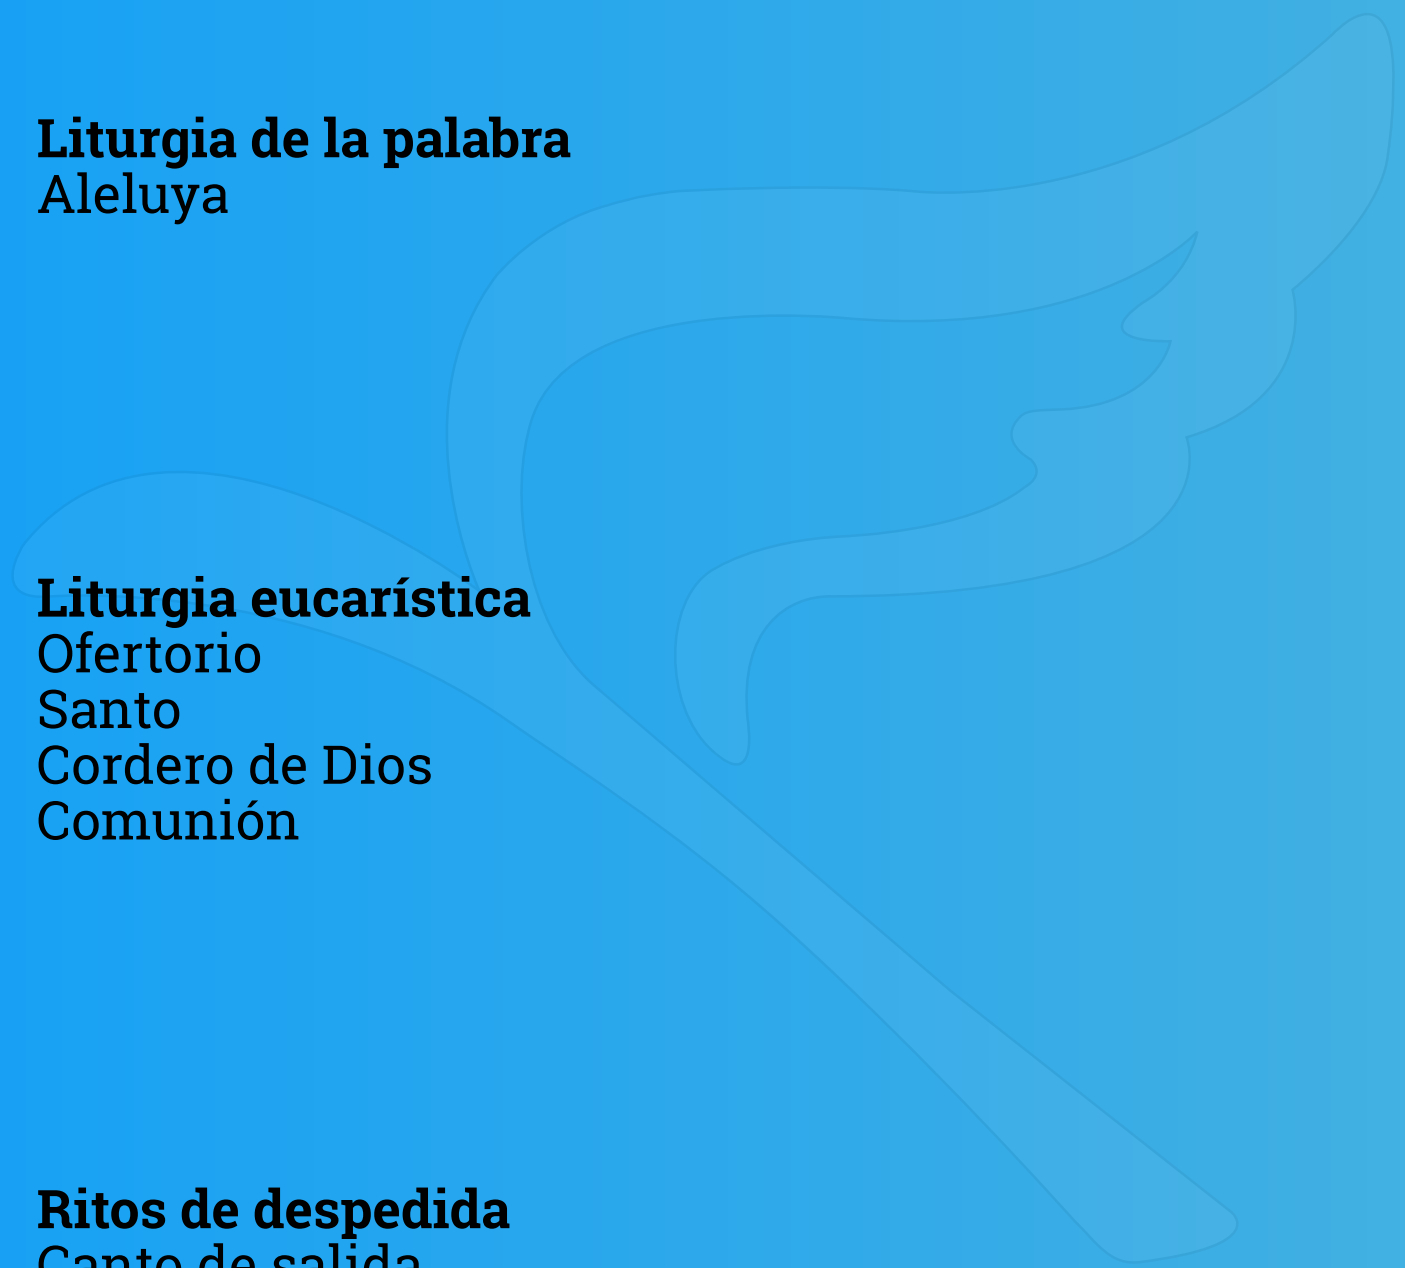 Liturgia de la palabra
Aleluya
Liturgia eucarística
Ofertorio
Santo
Cordero de Dios
Comunión
Ritos de despedida
Canto de salida